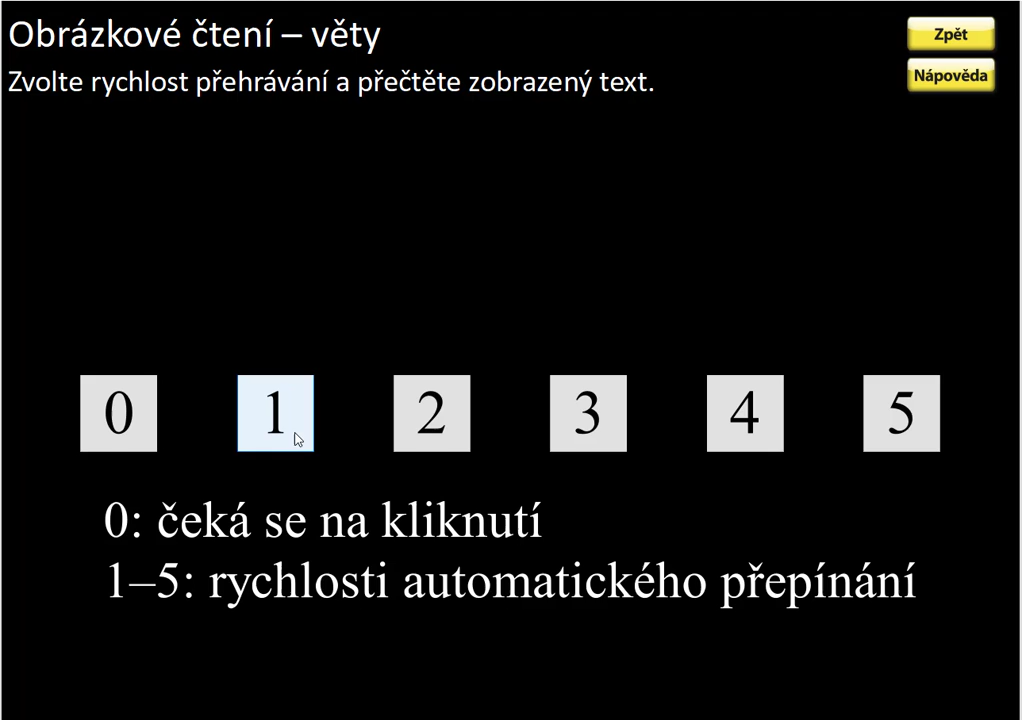 Obrázkové čtení – věty
Zpět
Zvolte rychlost přehrávání a přečtěte zobrazený text.
Nápověda
0 1 2 3 4 5
0: čeká se na kliknutí
1–5: rychlosti automatického přepínání